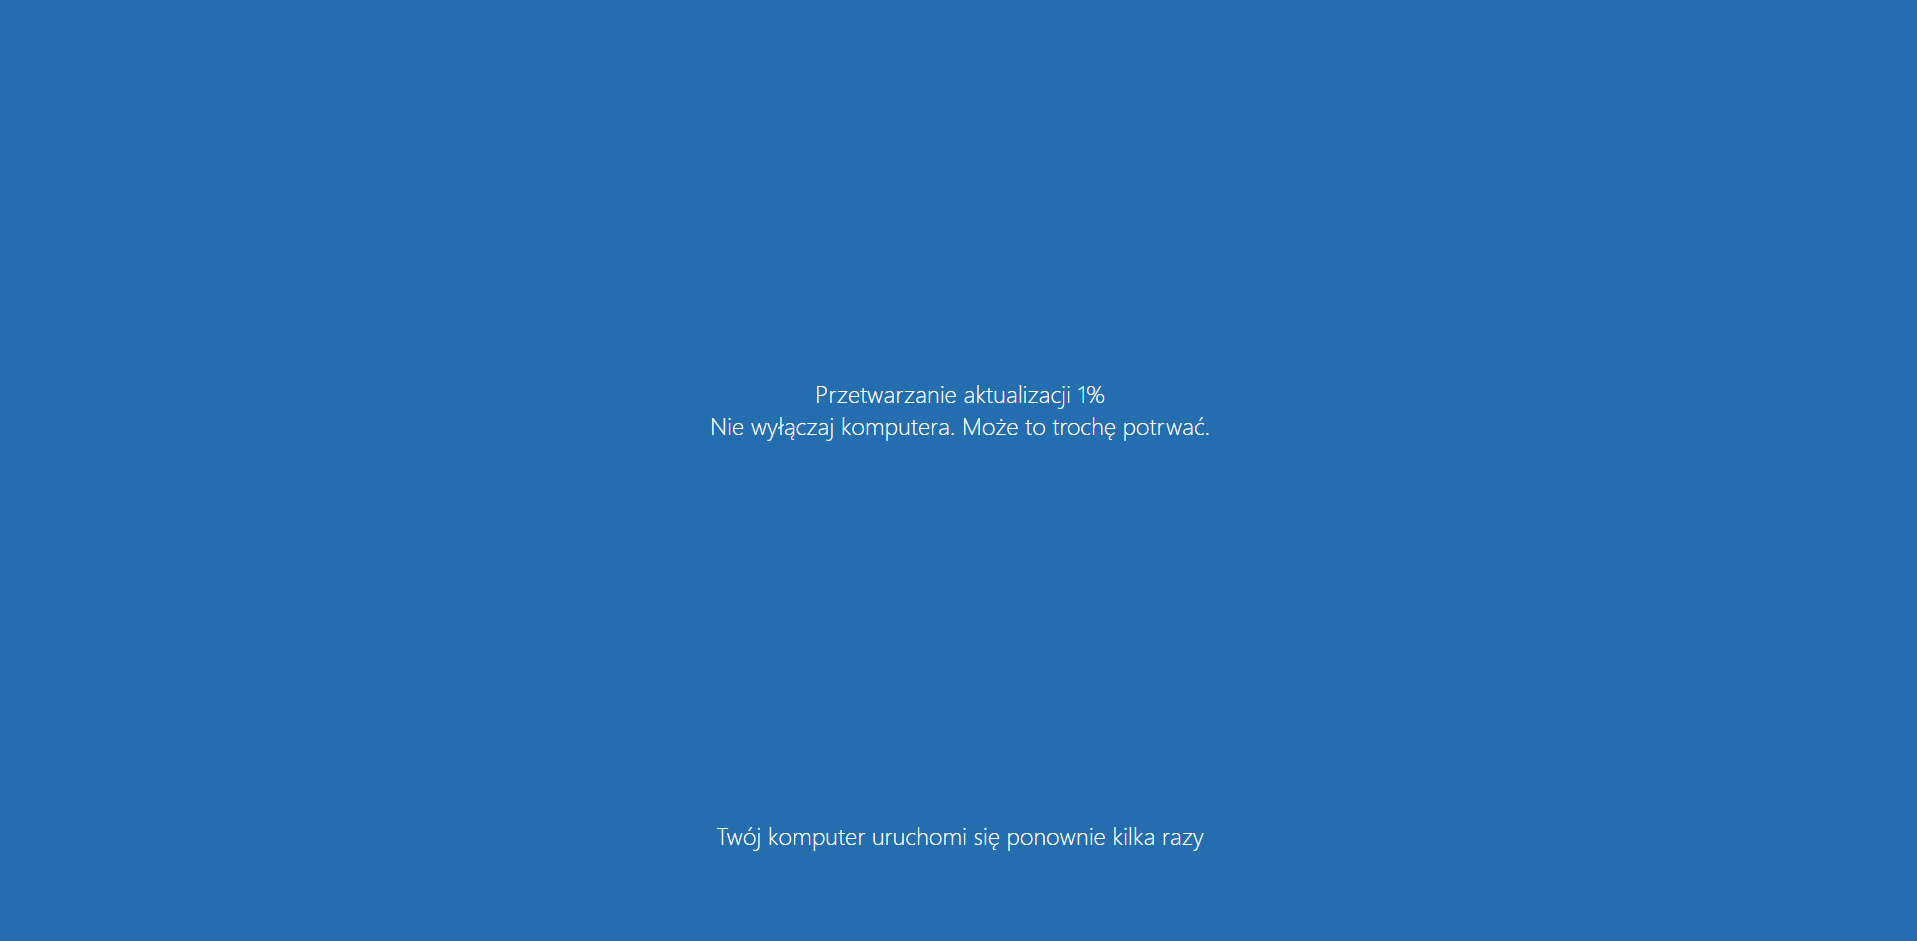 Przetwarzanie aktualizacji 1%
Nie wyłączaj komputera. Może to trochę potrwać.
Twój komputer uruchomi się ponownie kilka razy